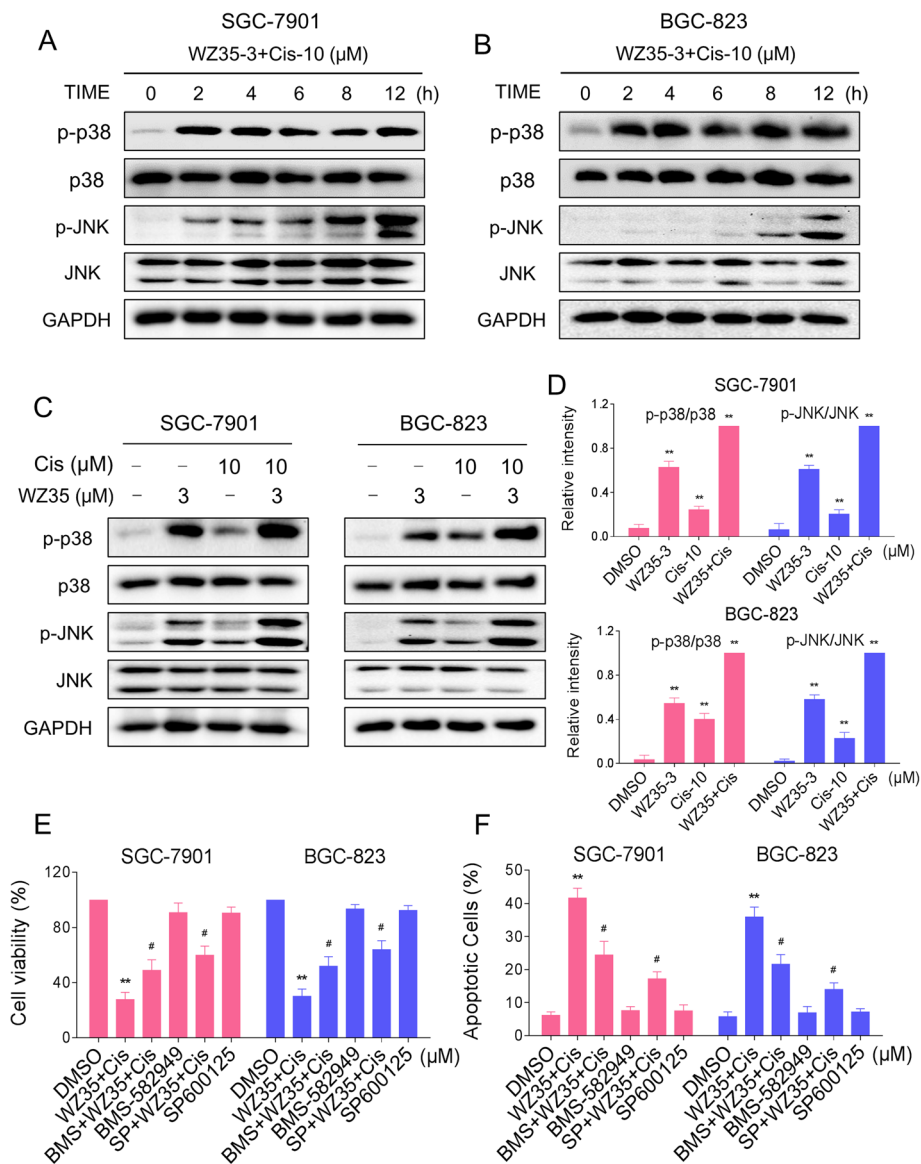 A
SGC-7901
WZ35-3+Cis-10 (μM)
TIME 0 2 4 6 8 12 (h)
p-p38
p38
p-JNK
JNK
GAPDH
B
BGC-823
WZ35-3+Cis-10 (μM)
TIME 0 2 4 6 8 12 (h)
p-p38
p38
p-JNK
JNK
GAPDH
C
SGC-7901 BGC-823
Cis (μM) – – 10 10 – – 10 10
WZ35 (μM) – 3 – 3 – 3 – 3
p-p38
p38
p-JNK
JNK
GAPDH
D
SGC-7901
p-p38/p38 p-JNK/JNK
Relative intensity
1.2
0.8
0.4
0.0
** ** ** ** ** **
DMSO WZ35-3 Cis-10 WZ35+Cis DMSO WZ35-3 Cis-10 WZ35+Cis (μM)
BGC-823
p-p38/p38 p-JNK/JNK
Relative intensity
1.2
0.8
0.4
0.0
** ** ** ** ** **
DMSO WZ35-3 Cis-10 WZ35+Cis DMSO WZ35-3 Cis-10 WZ35+Cis (μM)
E
SGC-7901 BGC-823
Cell viability (%)
120
80
40
0
** # # ** # #
DMSO WZ35+Cis BMS+WZ35+Cis BMS-582949 SP+WZ35+Cis SP600125 DMSO WZ35+Cis BMS+WZ35+Cis BMS-582949 SP+WZ35+Cis SP600125 (μM)
F
SGC-7901 BGC-823
Apoptotic Cells (%)
50
40
30
20
10
0
** # # ** # #
DMSO WZ35+Cis BMS+WZ35+Cis BMS-582949 SP+WZ35+Cis SP600125 DMSO WZ35+Cis BMS+WZ35+Cis BMS-582949 SP+WZ35+Cis SP600125 (μM)